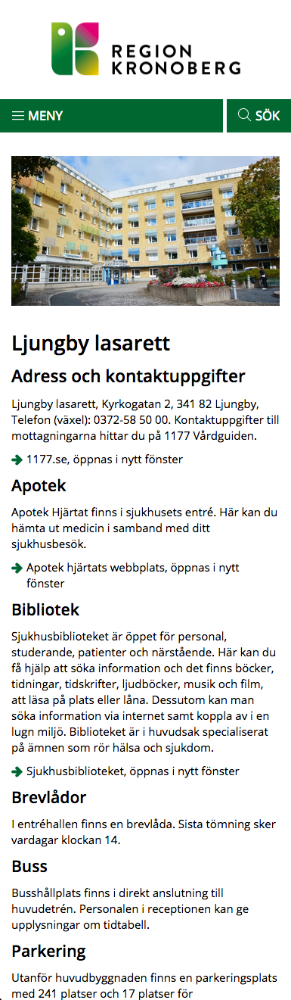 REGION
KRONOBERG
MENY
SÖK
Ljungby lasarett
Adress och kontaktuppgifter
Ljungby lasarett, Kyrkogatan 2, 341 82 Ljungby,
Telefon (växel): 0372-58 50 00. Kontaktuppgifter till
mottagningarna hittar du på 1177 Vårdguiden.
1177.se, öppnas i nytt fönster
Apotek
Apotek Hjärtat finns i sjukhusets entré. Här kan du
hämta ut medicin i samband med ditt
sjukhusbesök.
Apotek hjärtats webbplats, öppnas i nytt
fönster
Bibliotek
Sjukhusbiblioteket är öppet för personal,
studerande, patienter och närstående. Här kan du
få hjälp att söka information och det finns böcker,
tidningar, tidskrifter, ljudböcker, musik och film,
att läsa på plats eller låna. Dessutom kan man
söka information via internet samt koppla av i en
lugn miljö. Biblioteket är i huvudsak specialiserat
på ämnen som rör hälsa och sjukdom.
Sjukhusbiblioteket, öppnas i nytt fönster
Brevlådor
I entréhallen finns en brevlåda. Sista tömning sker
vardagar klockan 14.
Buss
Busshållplats finns i direkt anslutning till
huvudetrén. Personalen i receptionen kan ge
upplysningar om tidtabell.
Parkering
Utanför huvudbyggnaden finns en parkeringsplats
med 241 platser och 17 platser för